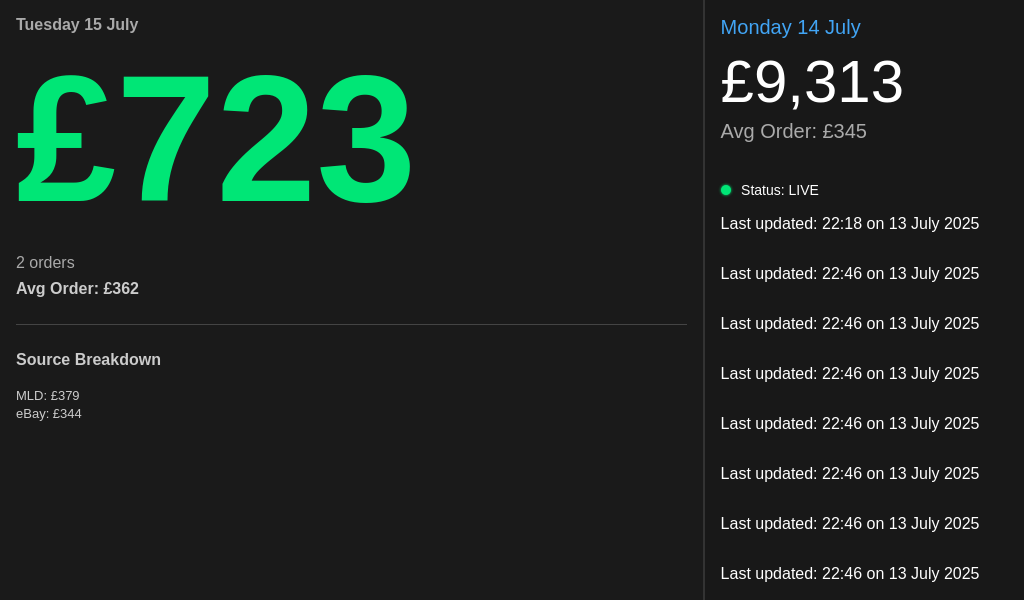 Tuesday 15 July
£723
2 orders
Avg Order: £362
Source Breakdown
MLD: £379
eBay: £344
Monday 14 July
£9,313
Avg Order: £345
Status: LIVE
Last updated: 22:18 on 13 July 2025
Last updated: 22:46 on 13 July 2025
Last updated: 22:46 on 13 July 2025
Last updated: 22:46 on 13 July 2025
Last updated: 22:46 on 13 July 2025
Last updated: 22:46 on 13 July 2025
Last updated: 22:46 on 13 July 2025
Last updated: 22:46 on 13 July 2025